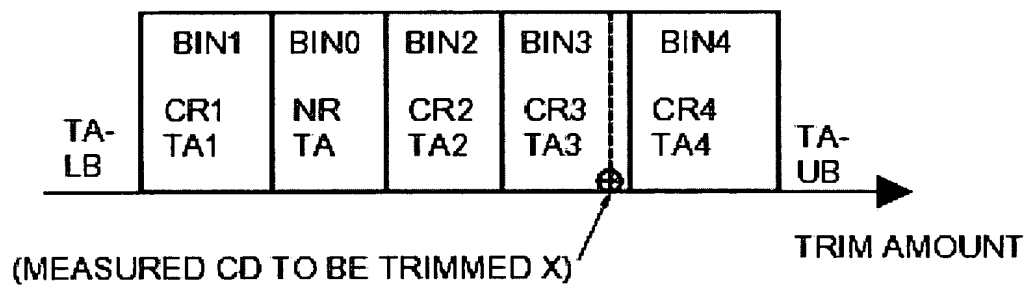 BIN1 BIN0 BIN2 BIN3 BIN4
CR1 NR CR2 CR3 CR4
TA- TA1 TA TA2 TA3 TA4 TA-
LB UB
TRIM AMOUNT
(MEASURED CD TO BE TRIMMED X)